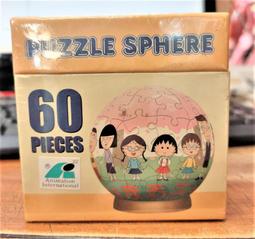 PUZZLE SPHERE
60
PIECES
Animation
International